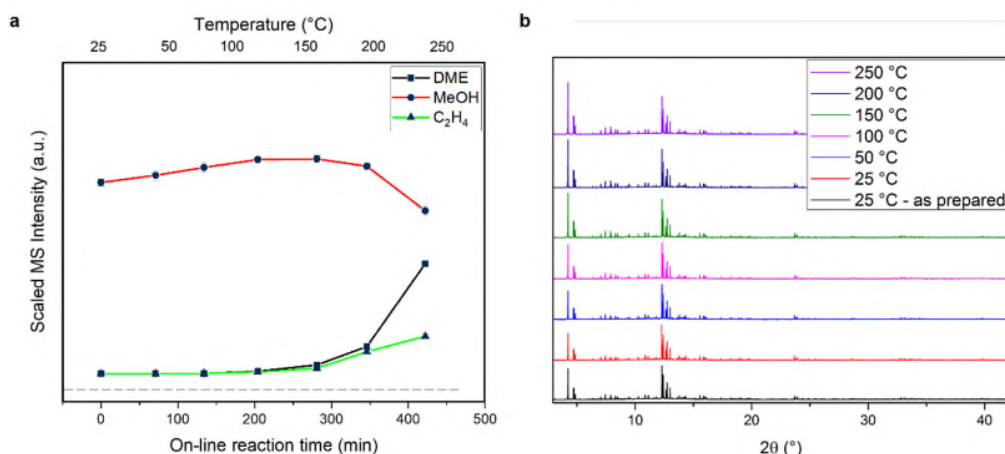 a
Temperature (°C)
25 50 100 150 200 250
DME
MeOH
C₂H₄
Scaled MS Intensity (a.u.)
0 100 200 300 400 500
On-line reaction time (min)
b
250 °C
200 °C
150 °C
100 °C
50 °C
25 °C
25 °C - as prepared
10 20 30 40
2θ (°)